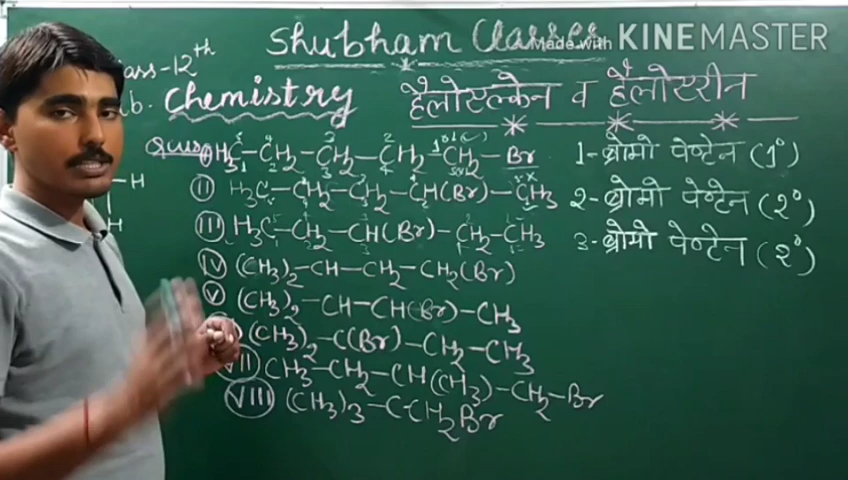 Shubham Classes
Made with KINEMASTER
class-12th
Chemistry हैलोएल्केन व हैलोएरीन
(I) H3C-CH2-CH2-CH2-CH2-Br 1-ब्रोमो पेण्टेन (1°)
(II) H3C-CH2-CH2-CH(Br)-CH3 2-ब्रोमो पेण्टेन (2°)
(III) H3C-CH2-CH(Br)-CH2-CH3 3-ब्रोमो पेण्टेन (2°)
-H
H
(IV) (CH3)2-CH-CH2-CH2(Br)
(V) (CH3)2-CH-CH(Br)-CH3
(CH3)2-C(Br)-CH2-CH3
(VII) CH3-CH2-CH(CH3)-CH2-Br
(VIII) (CH3)3-C-CH2Br